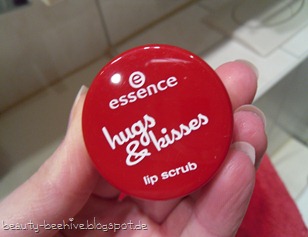 essence
hugs
& kisses
lip scrub
beauty-beehive.blogspot.de